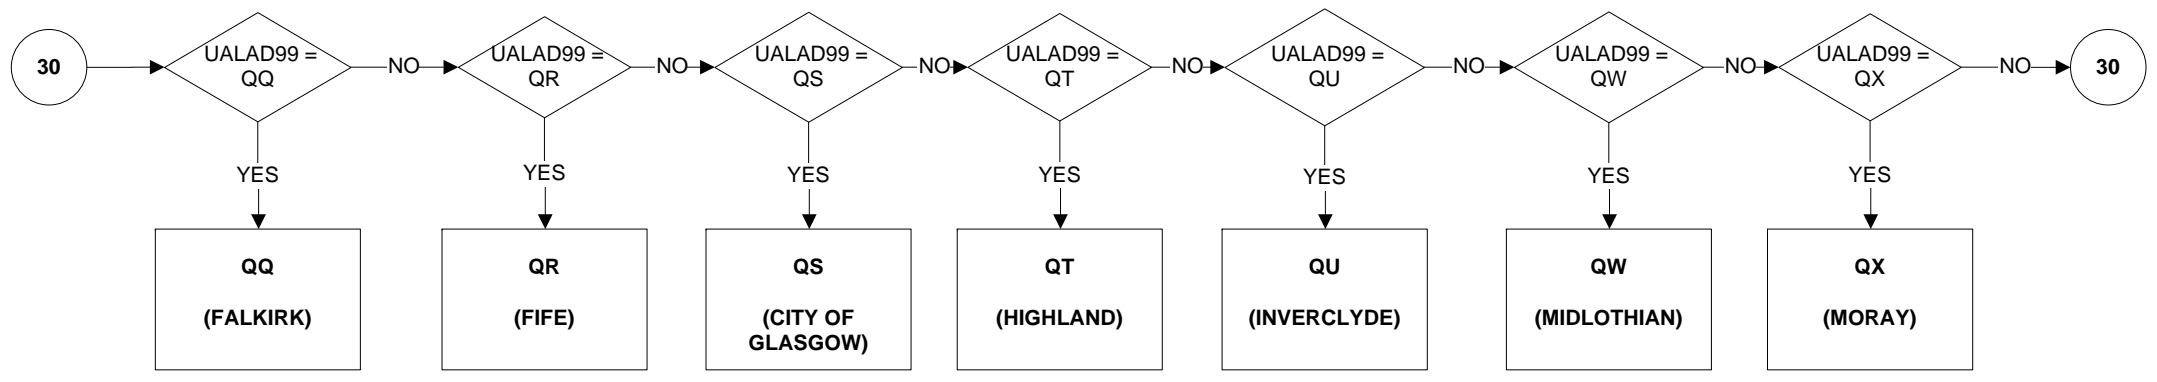 30
UALAD99 =
QQ
NO
UALAD99 =
QR
NO
UALAD99 =
QS
NO
UALAD99 =
QT
NO
UALAD99 =
QU
NO
UALAD99 =
QW
NO
UALAD99 =
QX
NO
30
YES
YES
YES
YES
YES
YES
YES
QQ
(FALKIRK)
QR
(FIFE)
QS
(CITY OF
GLASGOW)
QT
(HIGHLAND)
QU
(INVERCLYDE)
QW
(MIDLOTHIAN)
QX
(MORAY)